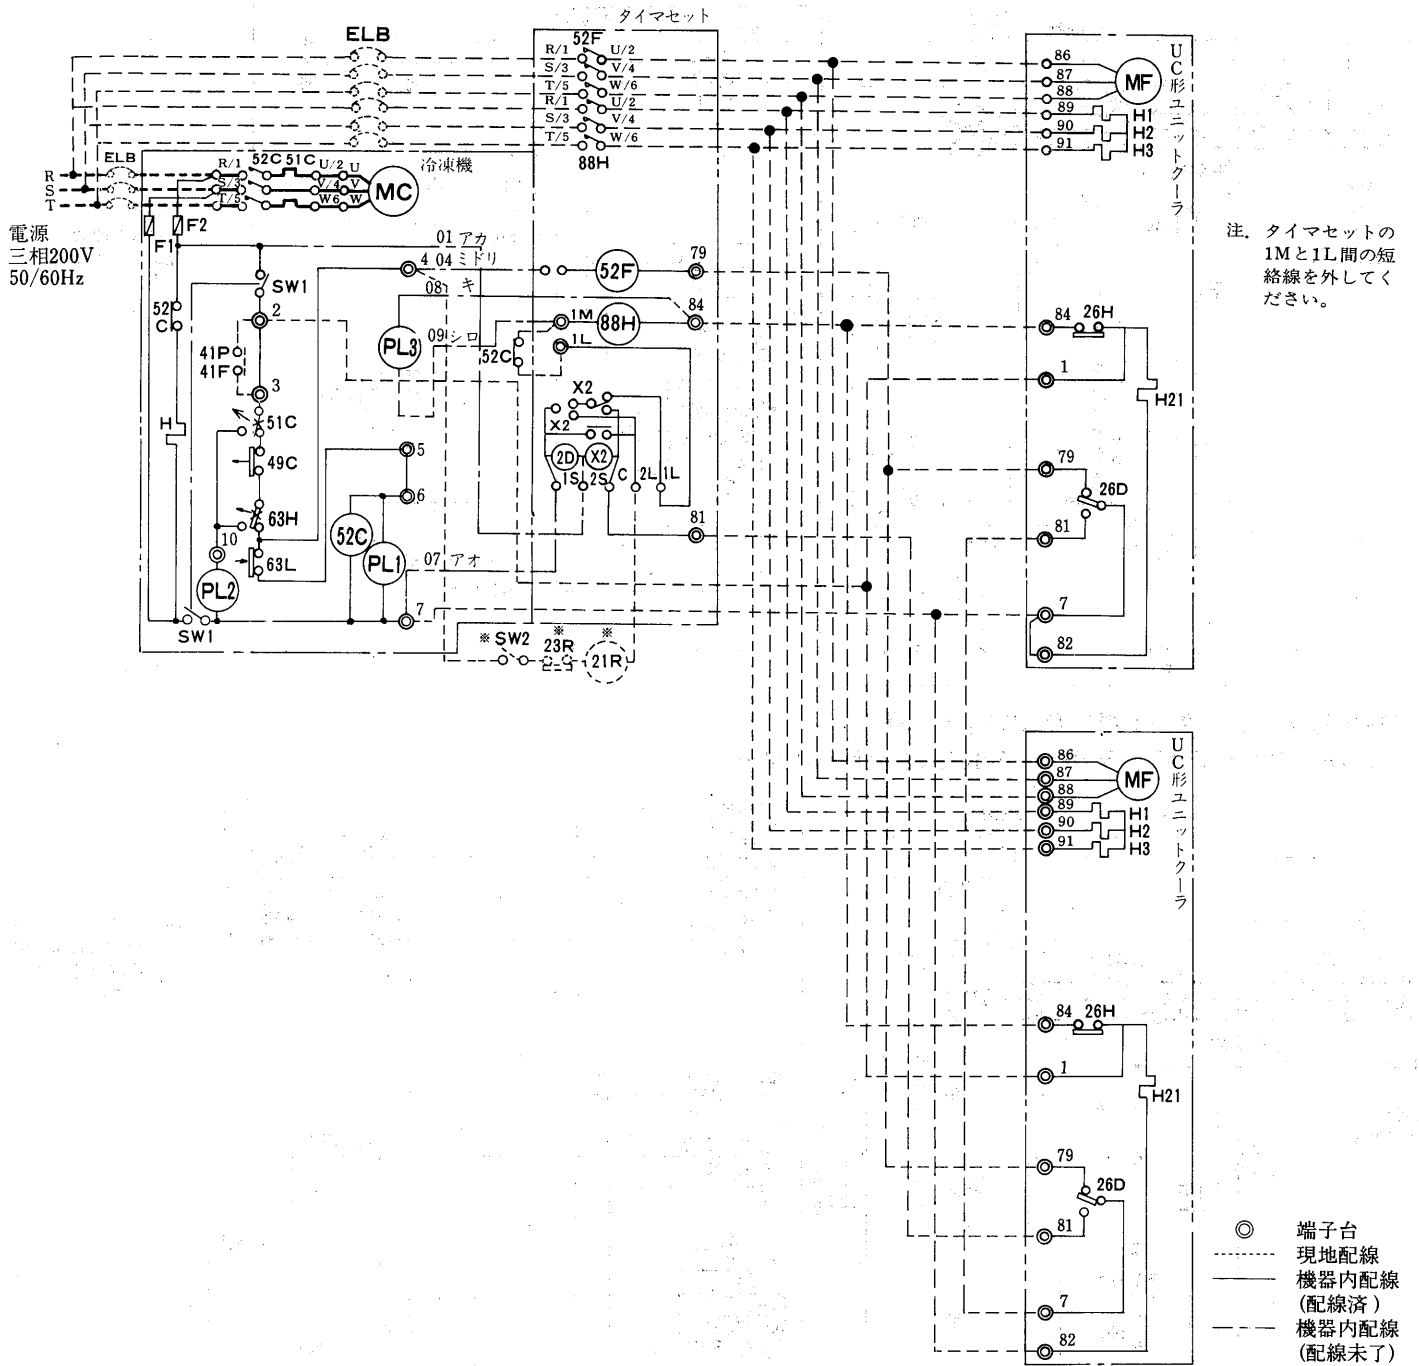 タイマセット
ELB
52F
R/1 U/2
S/3 V/4
T/5 W/6
R/1 U/2
S/3 V/4
T/5 W/6
88H
ELB
R/1 52C 51C U/2 U
S/3 V/4 V
T/5 W6 W
MC
冷凍機
R
S
T
電源
三相200V
50/60Hz
F1
F2
01 アカ
4 04 ミドリ
08 キ
09 シロ
07 アオ
SW1
2
52
C
41P
41F
3
H
51C
49C
63H
10
63L
PL2
SW1
PL3
5
6
52C
PL1
7
52F
79
84
1M
88H
1L
52C
X2
X2
2D
X2
1S 2S C 2L 1L
81
※ SW2
※
23R
※
21R
86
87
88
89
90
91
MF
H1
H2
H3
UC形ユニットクーラ
84 26H
1
H21
79
26D
81
7
82
注. タイマセットの
1Mと1L間の短
絡線を外してく
ださい。
86
87
88
89
90
91
MF
H1
H2
H3
UC形ユニットクーラ
84 26H
1
H21
79
26D
81
7
82
端子台
現地配線
機器内配線
(配線済)
機器内配線
(配線未了)